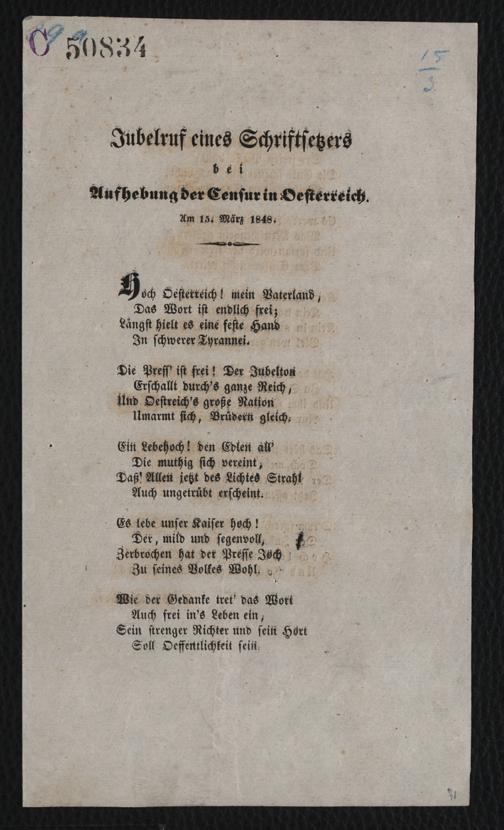 C 50834
15
3
Jubelruf eines Schriftsetzers
bei
Aufhebung der Censur in Oesterreich.
Am 15. März 1848.
Hoch Oesterreich! mein Vaterland,
Das Wort ist endlich frei;
Längst hielt es eine feste Hand
In schwerer Tyrannei.
Die Press' ist frei! Der Jubelton
Erschallt durch's ganze Reich,
Und Oestreich's große Nation
Umarmt sich, Brüdern gleich.
Ein Lebehoch! den Edlen all'
Die muthig sich vereint,
Daß! Allen jetzt des Lichtes Strahl
Auch ungetrübt erscheint.
Es lebe unser Kaiser hoch!
Der, mild und segenvoll,
Zerbrochen hat der Presse Joch
Zu seines Volkes Wohl.
Wie der Gedanke tret' das Wort
Auch frei in's Leben ein,
Sein strenger Richter und sein Hort
Soll Oeffentlichkeit sein.